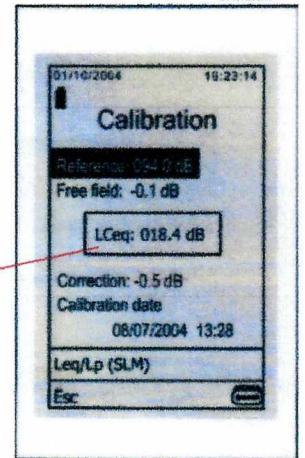 01/10/2004 16:23:14
Calibration
Reference: 094.0 dB
Free field: -0.1 dB
LCeq: 018.4 dB
Correction: -0.5 dB
Calibration date
08/07/2004 13:28
Leq/Lp (SLM)
Esc